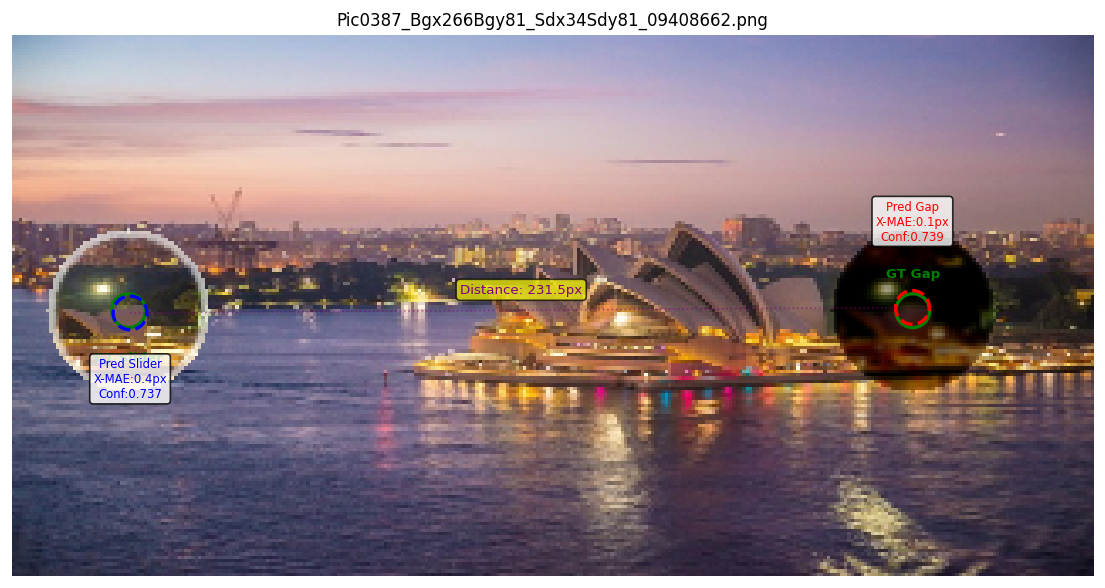 Pic0387_Bgx266Bgy81_Sdx34Sdy81_09408662.png
Pred Gap
X-MAE:0.1px
Conf:0.739
GT Gap
Distance: 231.5px
Pred Slider
X-MAE:0.4px
Conf:0.737